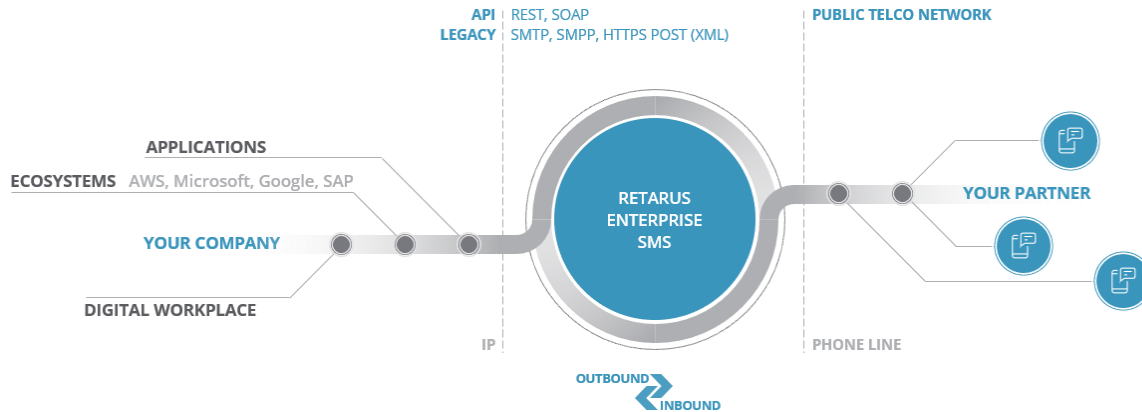 API REST, SOAP
LEGACY SMTP, SMPP, HTTPS POST (XML)
PUBLIC TELCO NETWORK
APPLICATIONS
ECOSYSTEMS AWS, Microsoft, Google, SAP
YOUR COMPANY
DIGITAL WORKPLACE
RETARUS
ENTERPRISE
SMS
YOUR PARTNER
IP
PHONE LINE
OUTBOUND
INBOUND